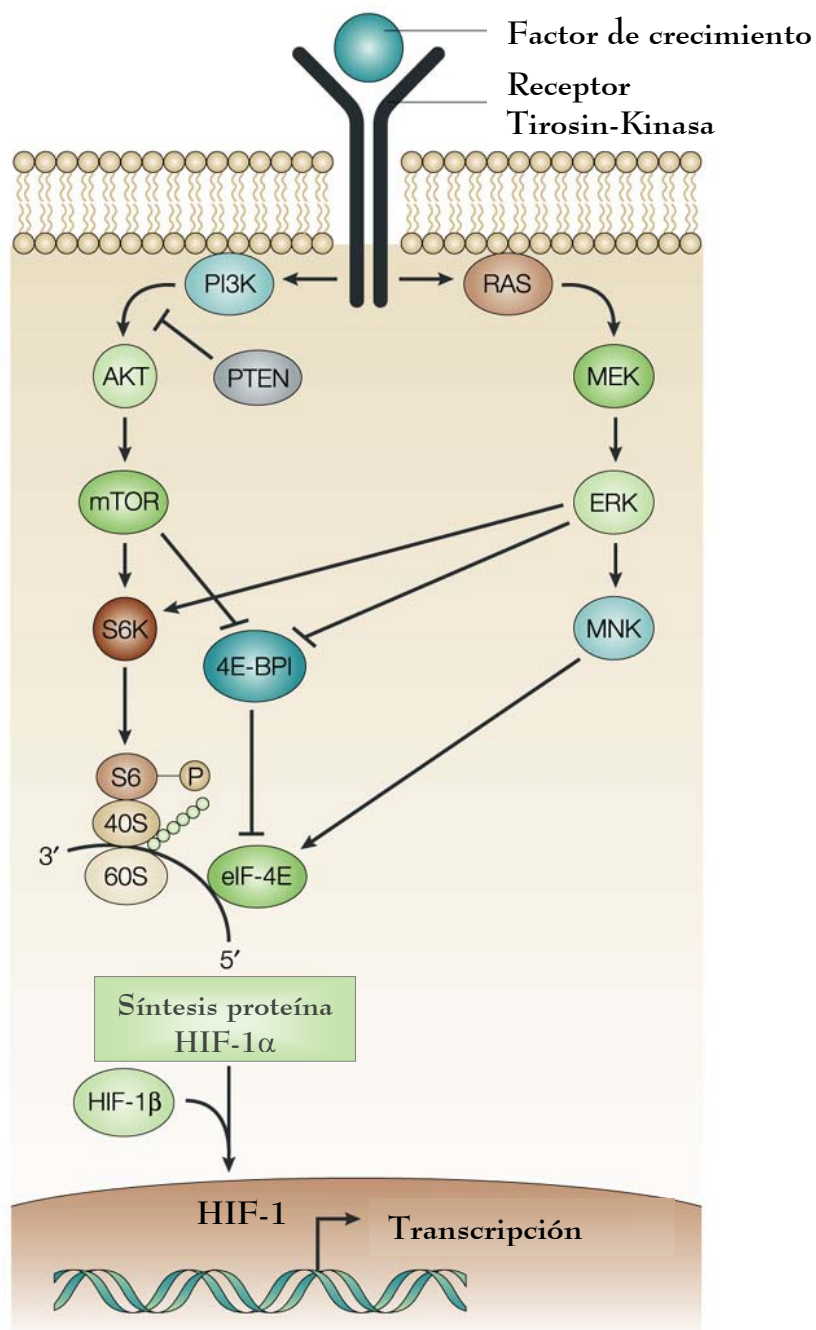 Factor de crecimiento
Receptor
Tirosin-Kinasa
PI3K
RAS
AKT
PTEN
MEK
mTOR
ERK
S6K
4E-BPI
MNK
S6
P
40S
3′
60S
eIF-4E
5′
Síntesis proteína
HIF-1α
HIF-1β
HIF-1
Transcripción